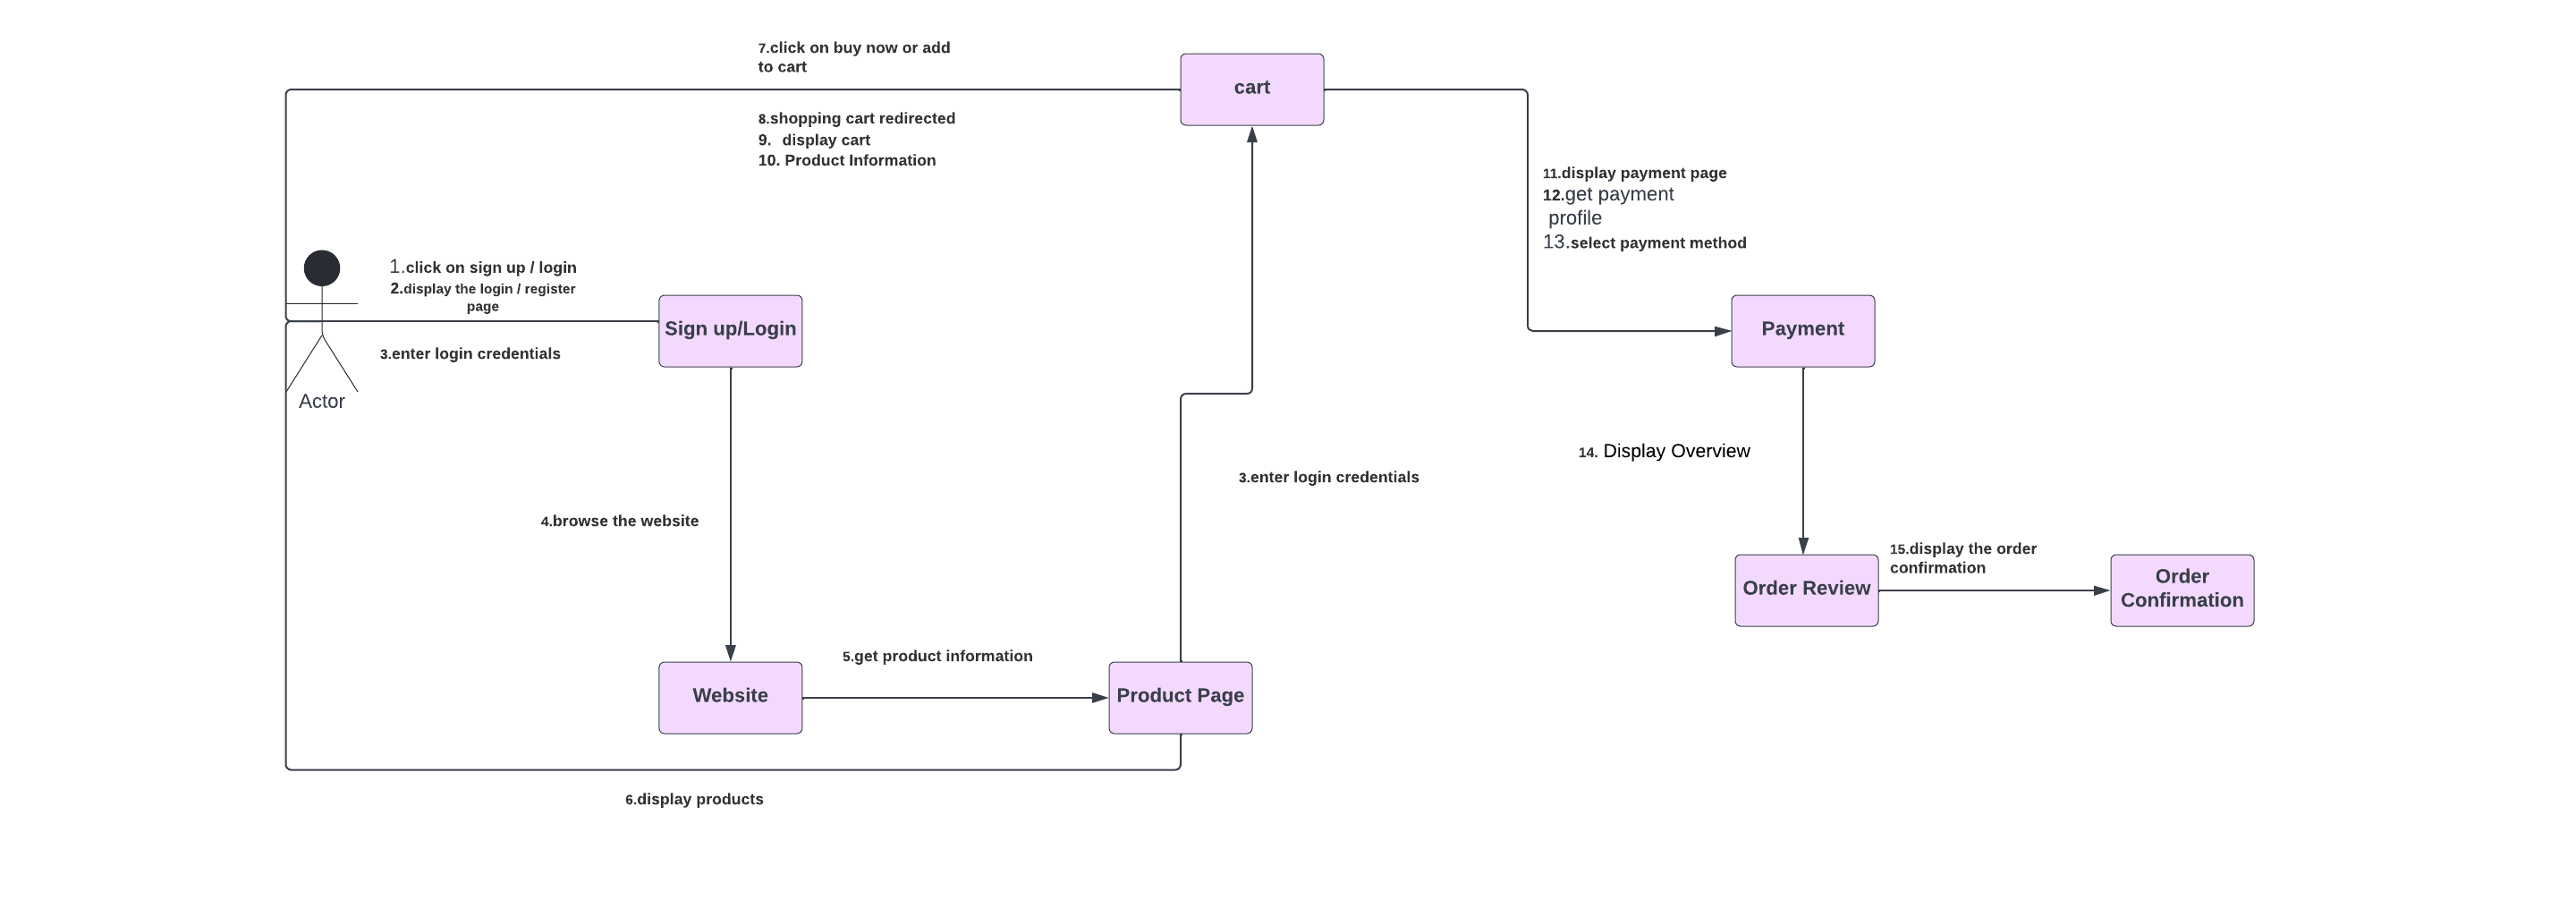 7.click on buy now or add
to cart
cart
8.shopping cart redirected
9. display cart
10. Product Information
11.display payment page
12.get payment
profile
13.select payment method
1.click on sign up / login
2.display the login / register
page
Sign up/Login
Payment
3.enter login credentials
Actor
14. Display Overview
3.enter login credentials
4.browse the website
15.display the order
confirmation
Order Review
Order
Confirmation
5.get product information
Website
Product Page
6.display products